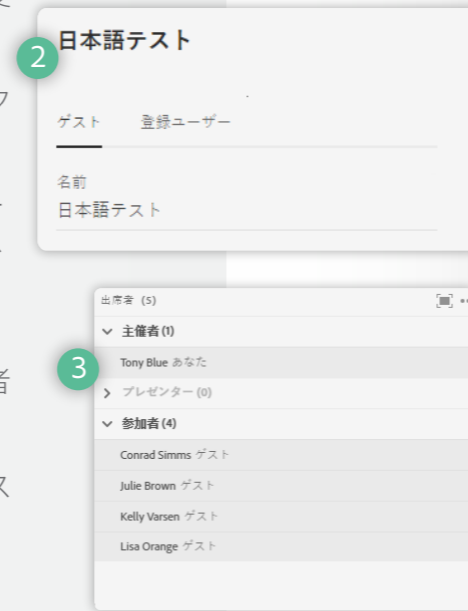 2
日本語テスト
ゲスト 登録ユーザー
名前
日本語テスト
3
出席者 (5)
主催者 (1)
Tony Blue あなた
プレゼンター (0)
参加者 (4)
Conrad Simms ゲスト
Julie Brown ゲスト
Kelly Varsen ゲスト
Lisa Orange ゲスト
者
ス